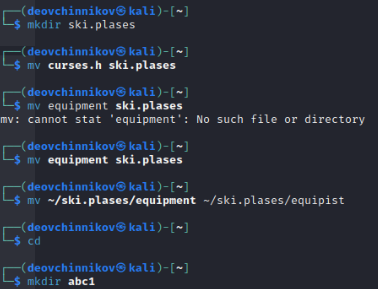 ┌──(deovchinnikov㉿kali)-[~]
└─$ mkdir ski.plases
┌──(deovchinnikov㉿kali)-[~]
└─$ mv curses.h ski.plases
┌──(deovchinnikov㉿kali)-[~]
└─$ mv equipment ski.plases
mv: cannot stat 'equipment': No such file or directory
┌──(deovchinnikov㉿kali)-[~]
└─$ mv equipment ski.plases
┌──(deovchinnikov㉿kali)-[~]
└─$ mv ~/ski.plases/equipment ~/ski.plases/equipist
┌──(deovchinnikov㉿kali)-[~]
└─$ cd
┌──(deovchinnikov㉿kali)-[~]
└─$ mkdir abc1